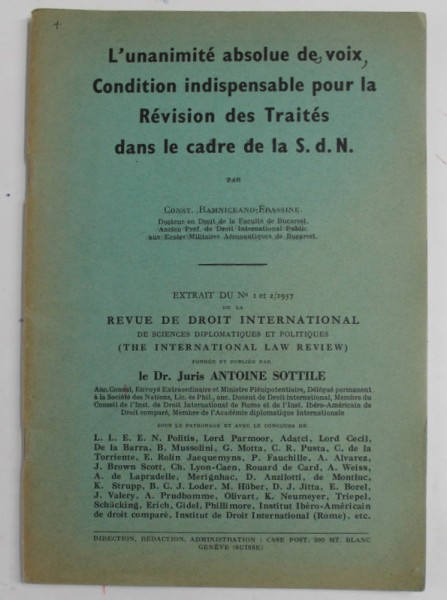 L'unanimité absolue de voix,
Condition indispensable pour la
Révision des Traités
dans le cadre de la S. d. N.
PAR
CONST. RAMNICEANO-FRASSINE
Docteur en Droit de la Faculté de Bucarest.
Ancien Prof. de Droit International Public
aux Ecoles Militaires Aéronautiques de Bucarest.
EXTRAIT DU Nº 1 et 2/1937
DE LA
REVUE DE DROIT INTERNATIONAL
DE SCIENCES DIPLOMATIQUES ET POLITIQUES
(THE INTERNATIONAL LAW REVIEW)
FONDÉE ET PUBLIÉE PAR
le Dr. Juris ANTOINE SOTTILE
Anc. Consul, Envoyé Extraordinaire et Ministre Plénipotentiaire, Délégué permanent
à la Société des Nations, Lic. ès Phil., anc. Docent de Droit international, Membre du
Conseil de l'Inst. de Droit International de Rome et de l'Inst. Ibéro-Américain de
Droit comparé, Membre de l'Académie diplomatique Internationale
SOUS LE PATRONAGE ET AVEC LE CONCOURS DE
L. L. E. E. N. Politis, Lord Parmoor, Adatci, Lord Cecil,
De la Barra, B. Mussolini, G. Motta, C. R. Pusta, C. de la
Torriente, E. Rolin Jaequemyns, P. Fauchille, A. Alvarez,
J. Brown Scott, Ch. Lyon-Caen, Rouard de Card, A. Weiss,
A. de Lapradelle, Merignhac, D. Anzilotti, de Montluc,
K. Strupp, B. C. J. Loder, M. Hüber, D. J. Jitta, E. Borel,
J. Valery, A. Prudhomme, Olivart, K. Neumeyer, Triepel,
Schücking, Erich, Gidel, Phillimore, Institut Ibéro-Américain
de droit comparé, Institut de Droit International (Rome), etc.
DIRECTION, RÉDACTION, ADMINISTRATION : CASE POST. 290 MT. BLANC
GENÈVE (SUISSE)